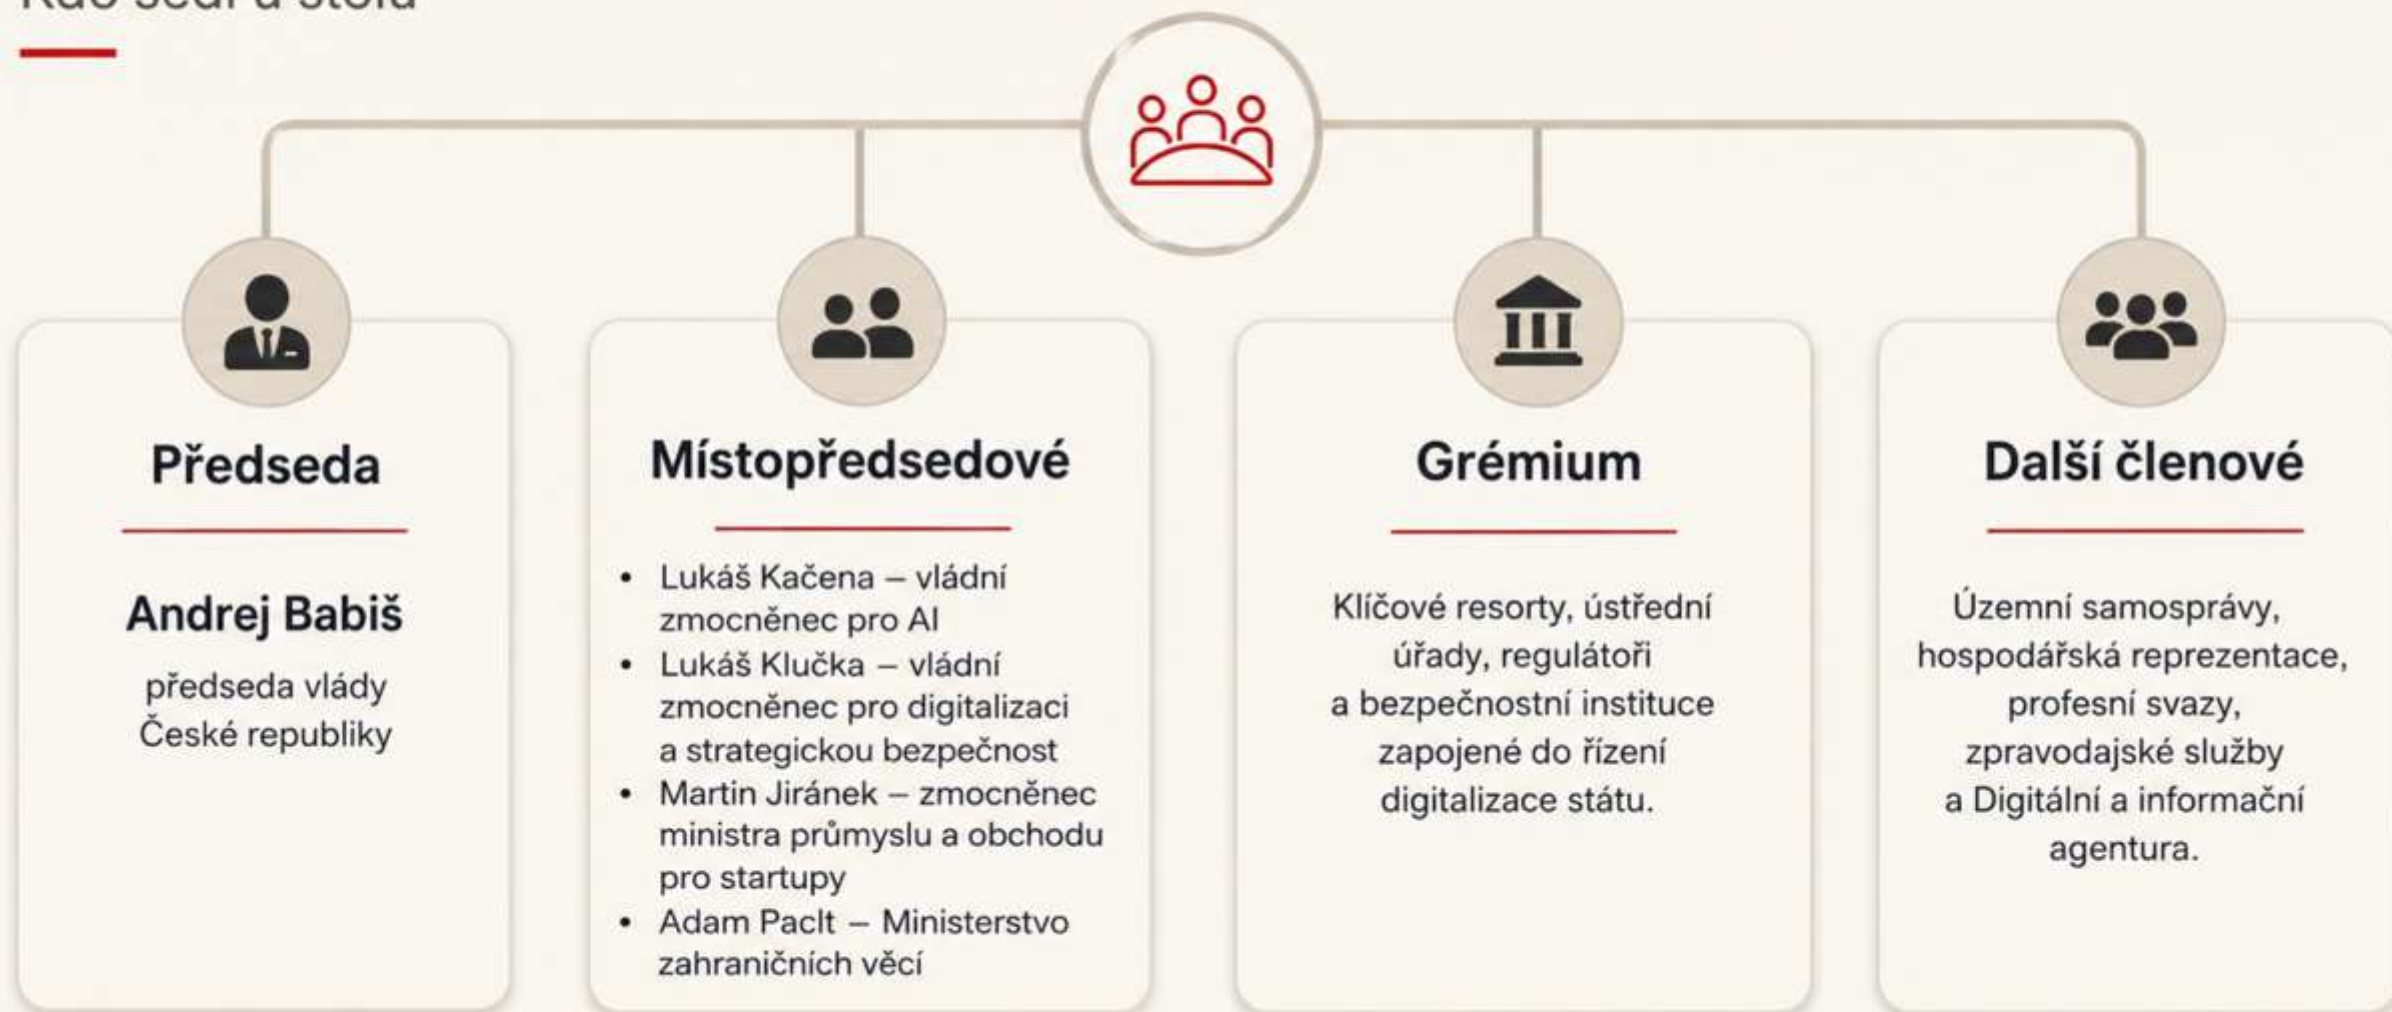 Kdo sedí u stolu
Předseda
Andrej Babiš
předseda vlády
České republiky
Místopředsedové
• Lukáš Kačena – vládní
zmocněnec pro AI
• Lukáš Klučka – vládní
zmocněnec pro digitalizaci
a strategickou bezpečnost
• Martin Jiránek – zmocněnec
ministra průmyslu a obchodu
pro startupy
• Adam Paclt – Ministerstvo
zahraničních věcí
Grémium
Klíčové resorty, ústřední
úřady, regulátoři
a bezpečnostní instituce
zapojené do řízení
digitalizace státu.
Další členové
Územní samosprávy,
hospodářská reprezentace,
profesní svazy,
zpravodajské služby
a Digitální a informační
agentura.